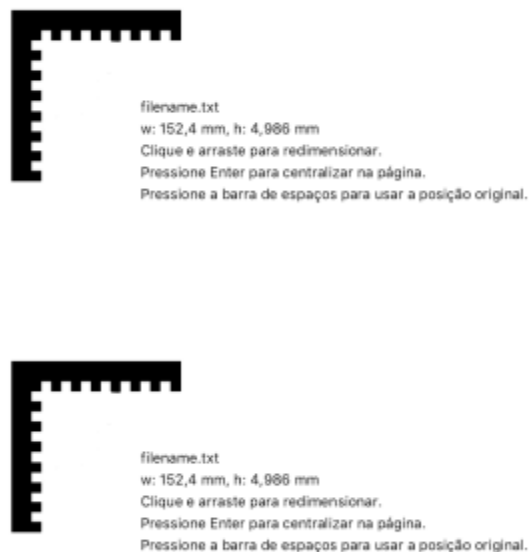 filename.txt
w: 152,4 mm, h: 4,986 mm
Clique e arraste para redimensionar.
Pressione Enter para centralizar na página.
Pressione a barra de espaços para usar a posição original.
filename.txt
w: 152,4 mm, h: 4,986 mm
Clique e arraste para redimensionar.
Pressione Enter para centralizar na página.
Pressione a barra de espaços para usar a posição original.